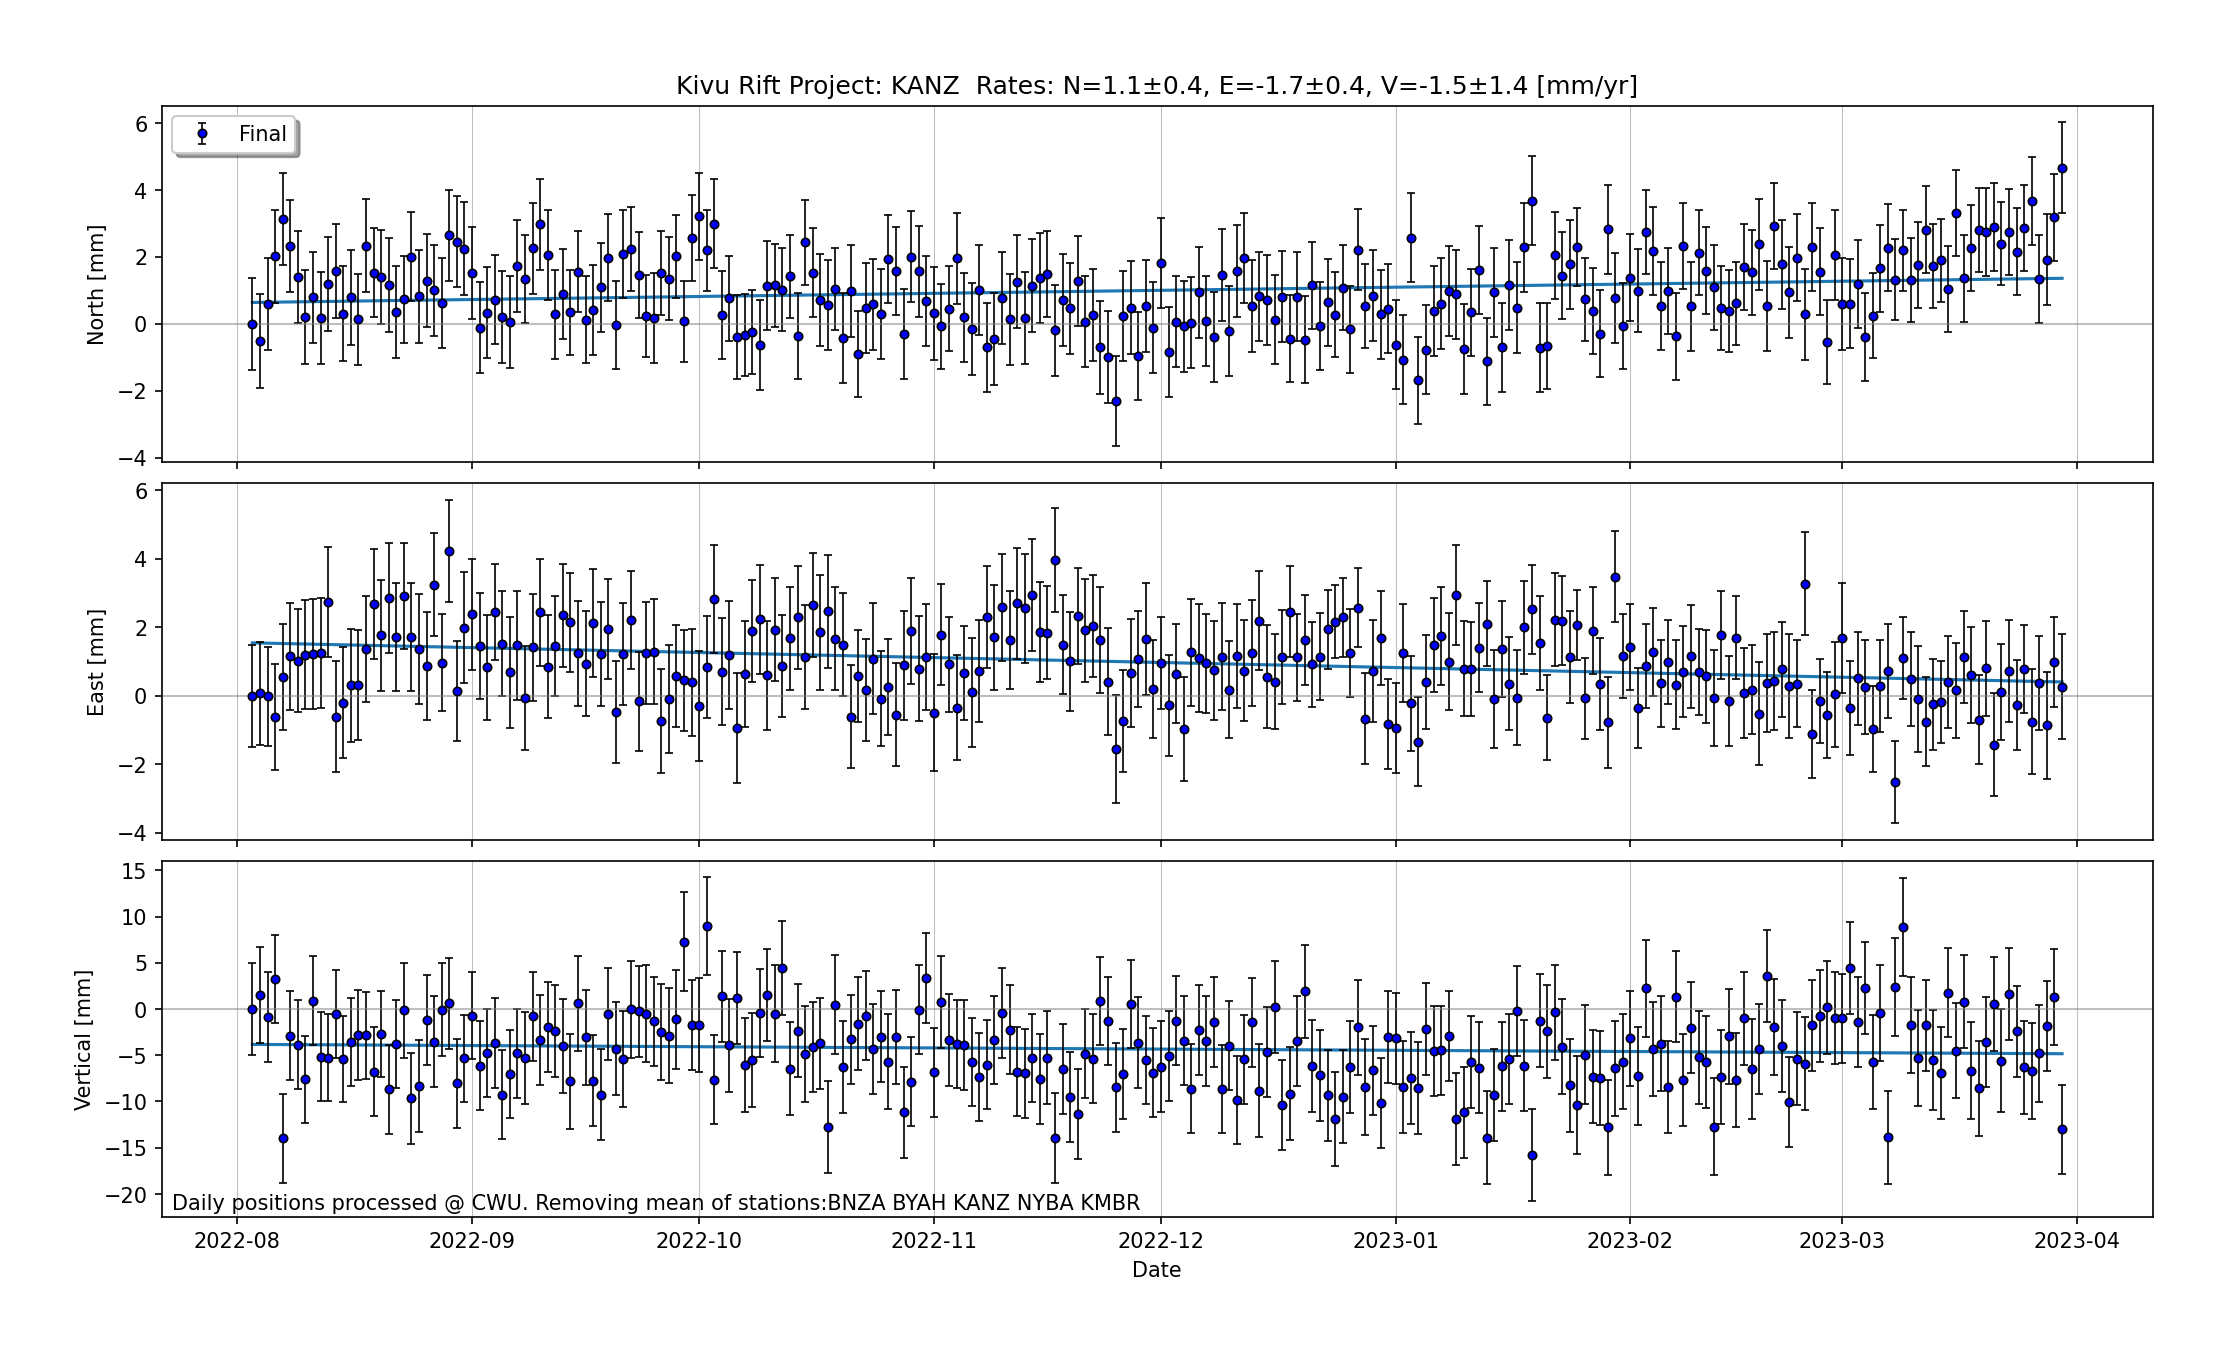 Kivu Rift Project: KANZ  Rates: N=1.1±0.4, E=-1.7±0.4, V=-1.5±1.4 [mm/yr]
Final
North [mm]
6
4
2
0
−2
−4
East [mm]
6
4
2
0
−2
−4
Vertical [mm]
15
10
5
0
−5
−10
−15
−20
Daily positions processed @ CWU. Removing mean of stations:BNZA BYAH KANZ NYBA KMBR
2022-08 2022-09 2022-10 2022-11 2022-12 2023-01 2023-02 2023-03 2023-04
Date